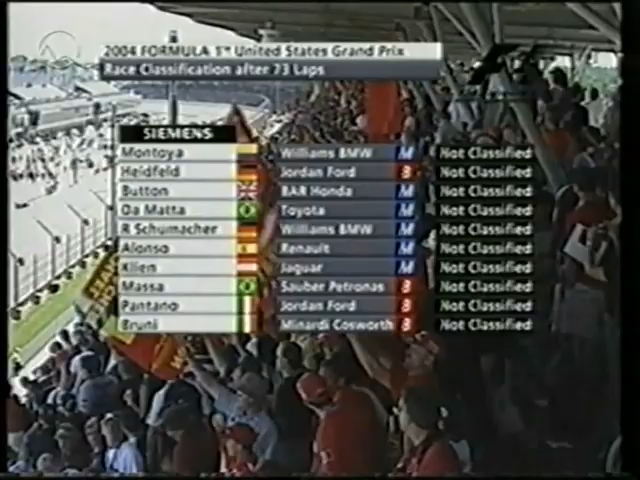 2004 FORMULA 1™ United States Grand Prix
Race Classification after 73 Laps
SIEMENS
Montoya Williams BMW M Not Classified
Heidfeld Jordan Ford B Not Classified
Button BAR Honda M Not Classified
Da Matta Toyota M Not Classified
R Schumacher Williams BMW M Not Classified
Alonso Renault M Not Classified
Klien Jaguar M Not Classified
Massa Sauber Petronas B Not Classified
Pantano Jordan Ford B Not Classified
Bruni Minardi Cosworth B Not Classified